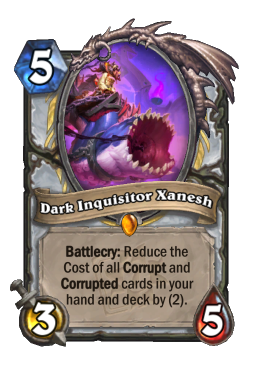 5
Dark Inquisitor Xanesh
Battlecry: Reduce the
Cost of all Corrupt and
Corrupted cards in your
hand and deck by (2).
3
5